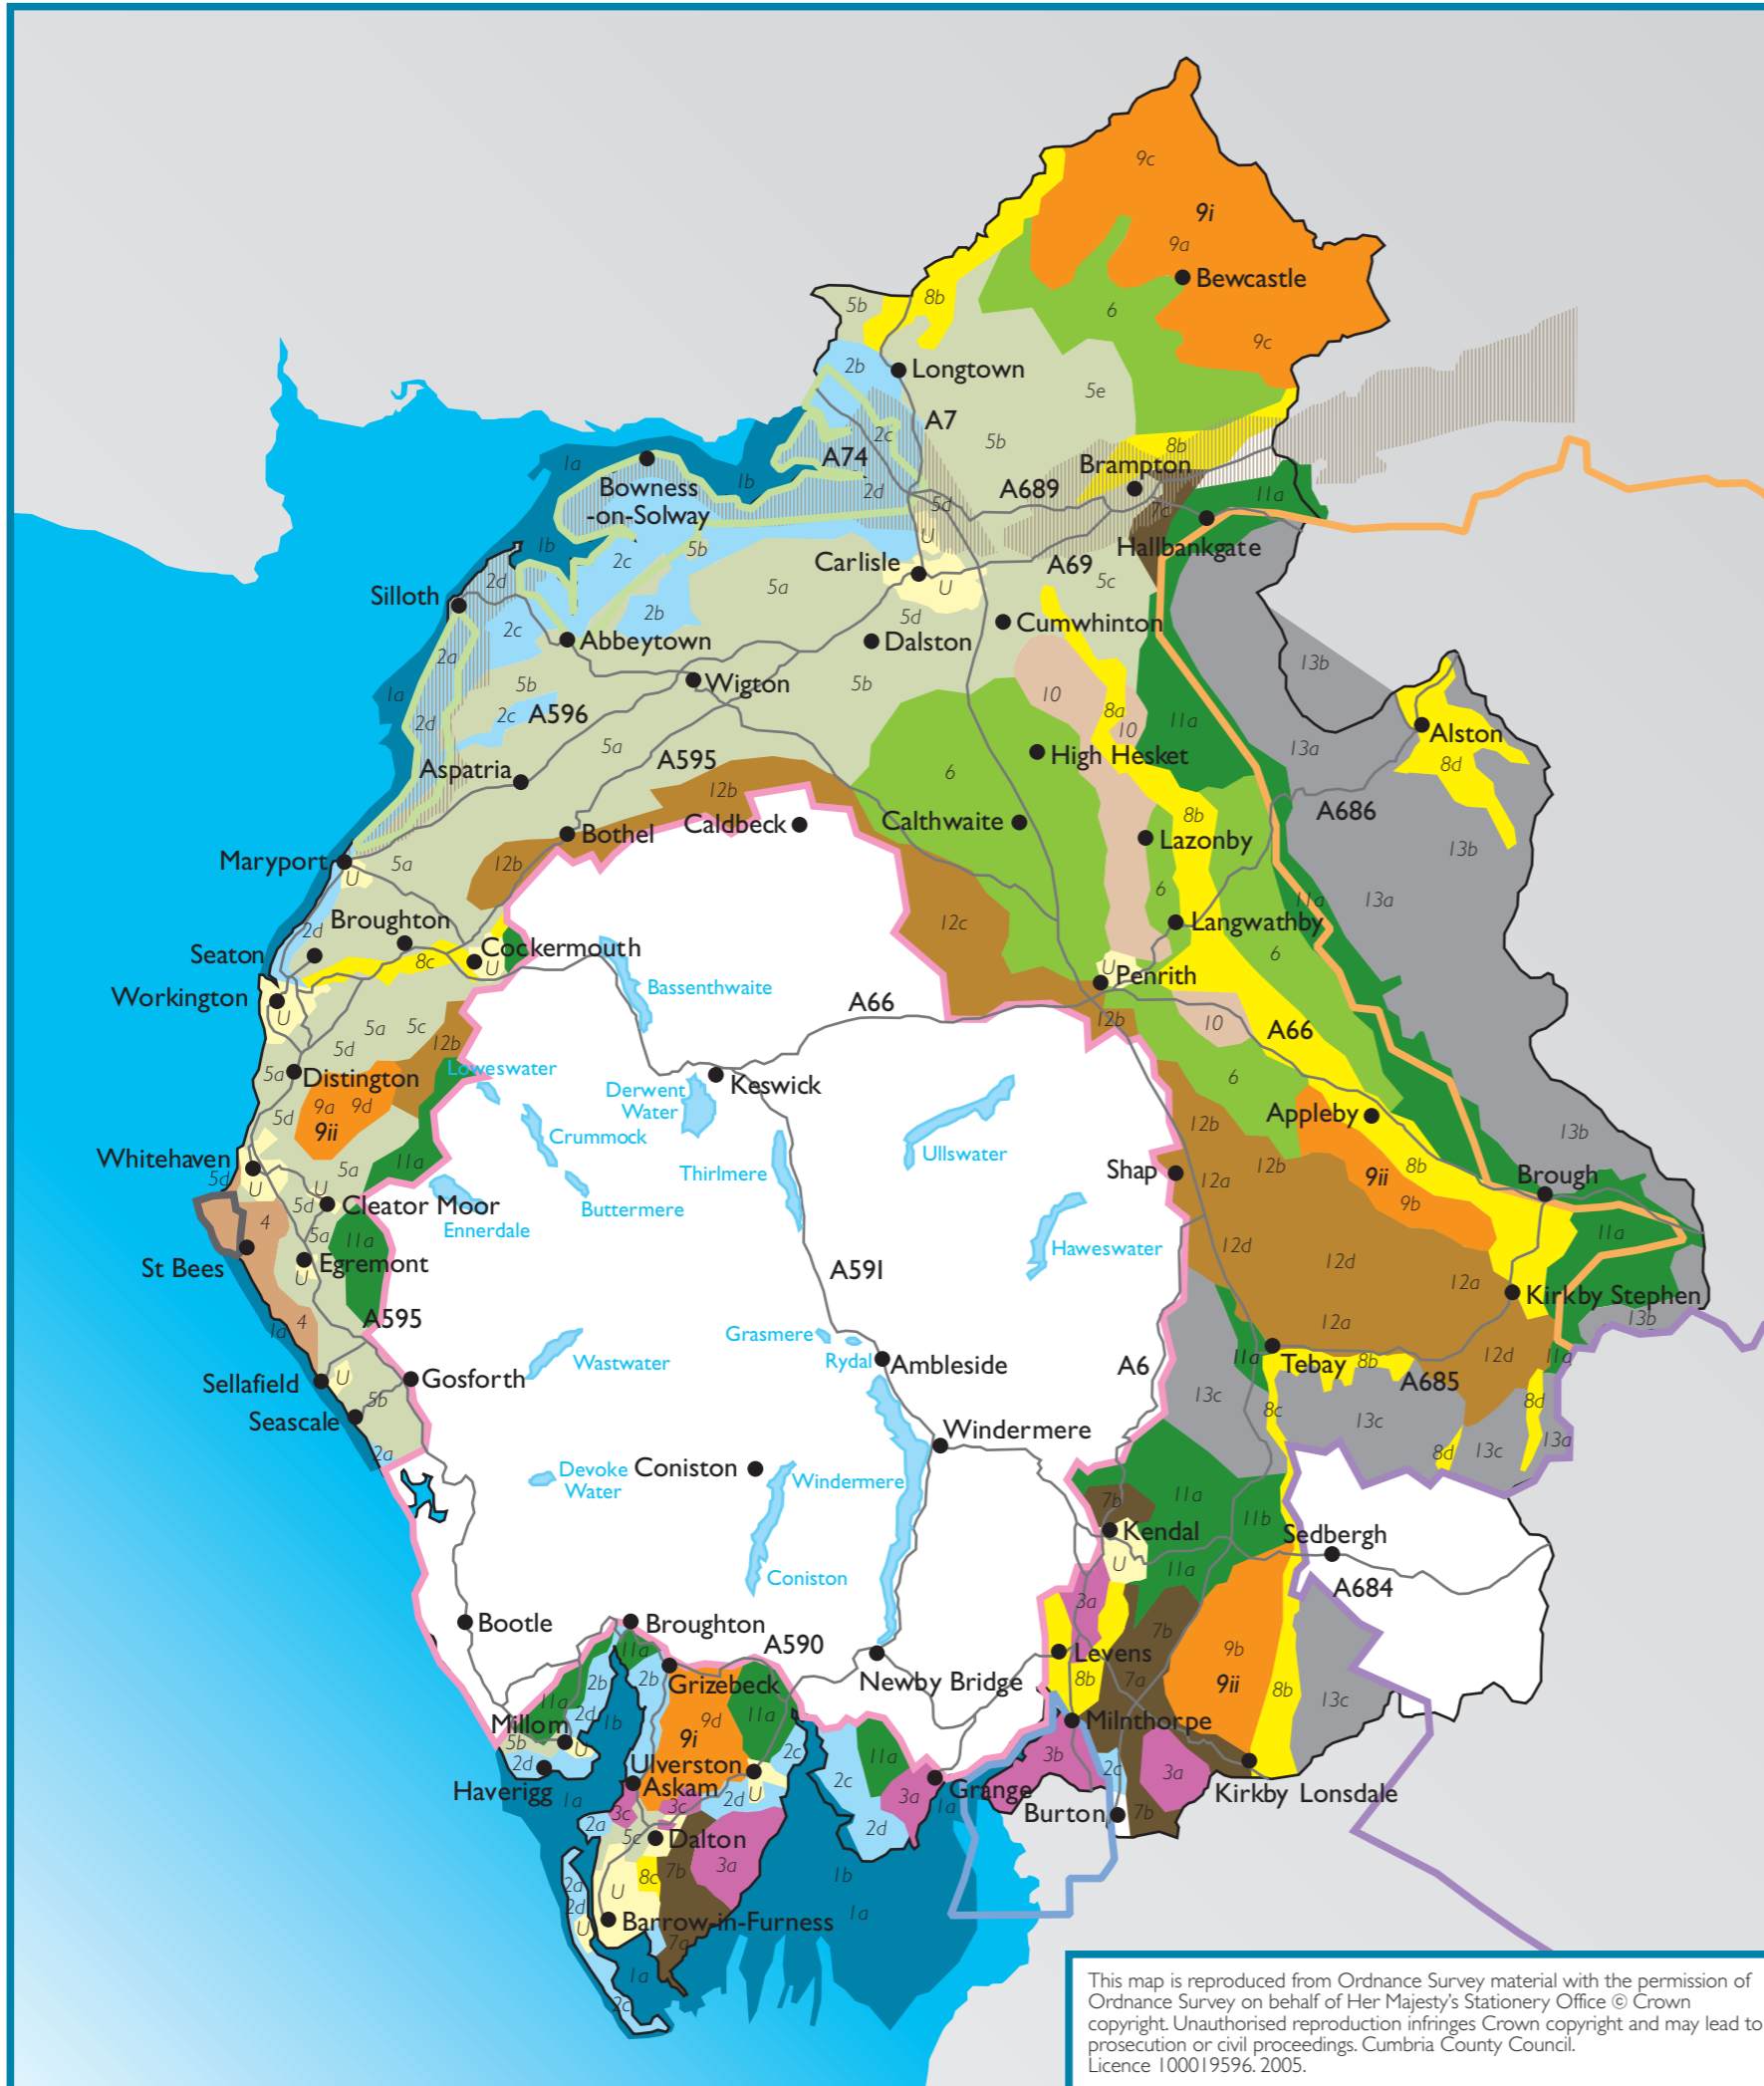 9c
9i
9a
Bewcastle
5b
8b
6
9c
2b
Longtown
5e
A7
2c
5b
8b
1a
A74
Brampton
Bowness
-on-Solway
1b
2d
A689
5d
7c
11a
U
Hallbankgate
1b
2c
5b
Carlisle
A69
5c
2d
5a
U
Silloth
2b
5d
Cumwhinton
2c
Abbeytown
Dalston
13b
2a
5b
Wigton
5b
10
8a
1a
2d
2c
A596
10
11a
Alston
5a
A595
High Hesket
13a
8d
Aspatria
6
12b
A686
Bothel
Caldbeck
Calthwaite
8b
Lazonby
13b
Maryport
5a
12b
U
6
11a
13a
Broughton
2d
12c
Langwathby
Seaton
8c
Cockermouth
U
6
U
Penrith
Workington
Bassenthwaite
A66
U
5a
5c
12b
10
A66
5d
12b
5a
Distington
Loweswater
Derwent
Water
Keswick
6
9a
9d
5d
9ii
Crummock
12b
Appleby
13b
Whitehaven
5a
11a
Thirlmere
Ullswater
Shap
12b
9ii
8b
Brough
5d
U
U
12a
5d
Cleator Moor
Buttermere
9b
4
Ennerdale
5a
11a
Haweswater
12d
11a
St Bees
Egremont
12d
U
A591
12a
Kirkby Stephen
4
A595
12a
13b
1a
Grasmere
Wastwater
Rydal
Ambleside
A6
11a
Tebay
8b
12d
11a
Sellafield
U
Gosforth
A685
5b
13c
8c
13c
8d
Seascale
Windermere
2a
8d
13c
13a
Devoke
Water
Coniston
Windermere
7b
11a
11b
Kendal
Sedbergh
U
11a
Coniston
A684
3a
Bootle
Broughton
A590
7b
11a
Levens
9b
2b
2b
Grizebeck
Newby Bridge
8b
7a
9ii
8b
13c
11a
2d
1b
9d
11a
Millom
9i
Milnthorpe
5b
U
2c
3b
2d
Ulverston
11a
2c
3a
Haverigg
Askam
2c
Grange
Kirkby Lonsdale
1a
3c
3c
2d
U
3a
1a
Burton
7b
2a
2d
5c
Dalton
8c
7b
3a
1b
2a
U
2d
1a
U
Barrow-in-Furness
7a
1a
2c
This map is reproduced from Ordnance Survey material with the permission of
Ordnance Survey on behalf of Her Majesty's Stationery Office © Crown
copyright. Unauthorised reproduction infringes Crown copyright and may lead to
prosecution or civil proceedings. Cumbria County Council.
Licence 100019596. 2005.